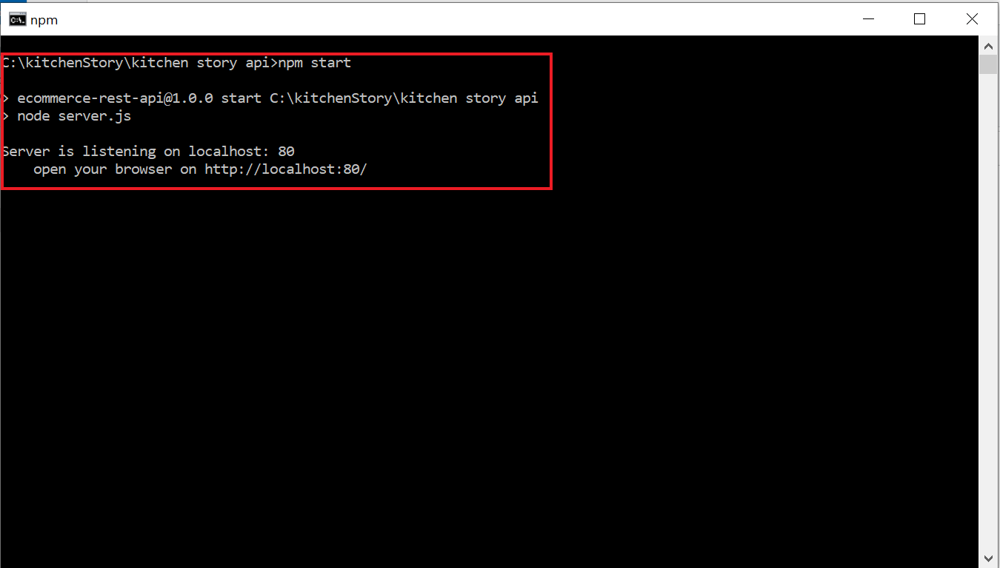 npm
C:\kitchenStory\kitchen story api>npm start
> ecommerce-rest-api@1.0.0 start C:\kitchenStory\kitchen story api
> node server.js
Server is listening on localhost: 80
open your browser on http://localhost:80/